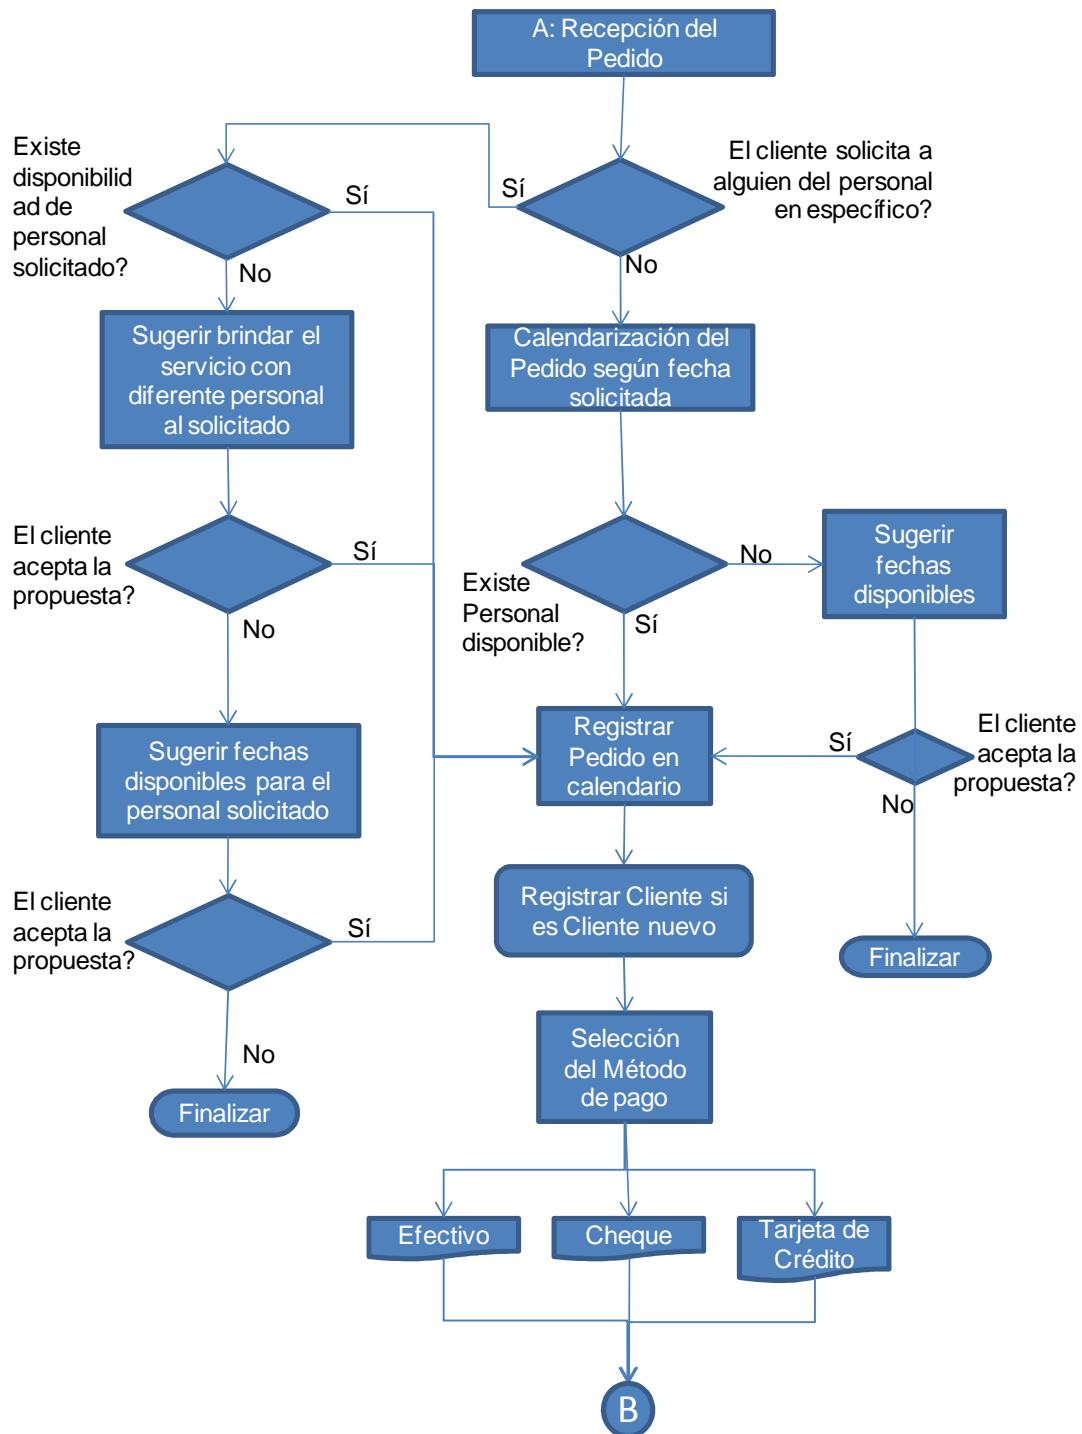 A: Recepción del
Pedido
El cliente solicita a
alguien del personal
en específico?
Sí
No
Existe
disponibilid
ad de
personal
solicitado?
Sí
No
Sugerir brindar el
servicio con
diferente personal
al solicitado
Calendarización del
Pedido según fecha
solicitada
El cliente
acepta la
propuesta?
Sí
No
Existe
Personal
disponible?
No
Sí
Sugerir
fechas
disponibles
Sugerir fechas
disponibles para el
personal solicitado
Registrar
Pedido en
calendario
Sí
El cliente
acepta la
propuesta?
No
El cliente
acepta la
propuesta?
Sí
No
Registrar Cliente si
es Cliente nuevo
Finalizar
Finalizar
Selección
del Método
de pago
Efectivo
Cheque
Tarjeta de
Crédito
B